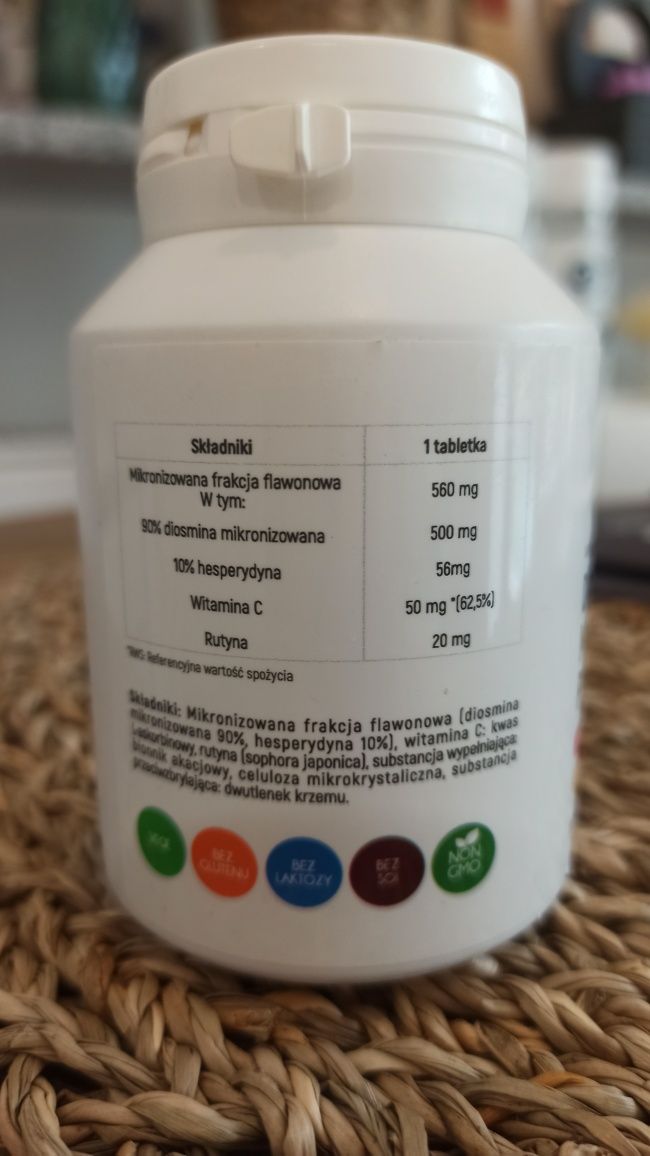 Składniki 1 tabletka
Mikronizowana frakcja flawonowa 560 mg
W tym:
90% diosmina mikronizowana 500 mg
10% hesperydyna 56mg
Witamina C 50 mg *(62,5%)
Rutyna 20 mg
*RWS: Referencyjna wartość spożycia
Składniki: Mikronizowana frakcja flawonowa (diosmina
mikronizowana 90%, hesperydyna 10%), witamina C: kwas
L-askorbinowy, rutyna (sophora japonica), substancja wypełniająca:
błonnik akacjowy, celuloza mikrokrystaliczna, substancja
przeciwzbrylająca: dwutlenek krzemu.
VEGE
BEZ
GLUTENU
BEZ
LAKTOZY
BEZ
SOI
NON
GMO